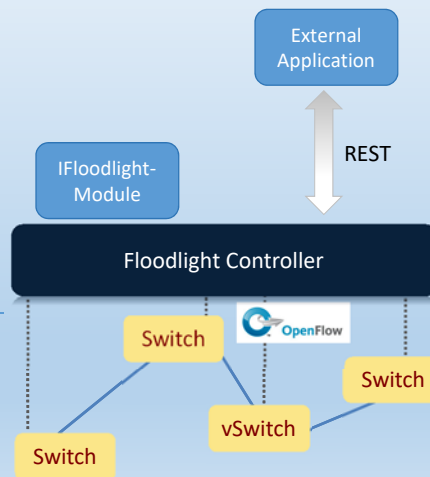 External
Application
REST
IFloodlight-
Module
Floodlight Controller
OpenFlow
Switch
Switch
vSwitch
Switch